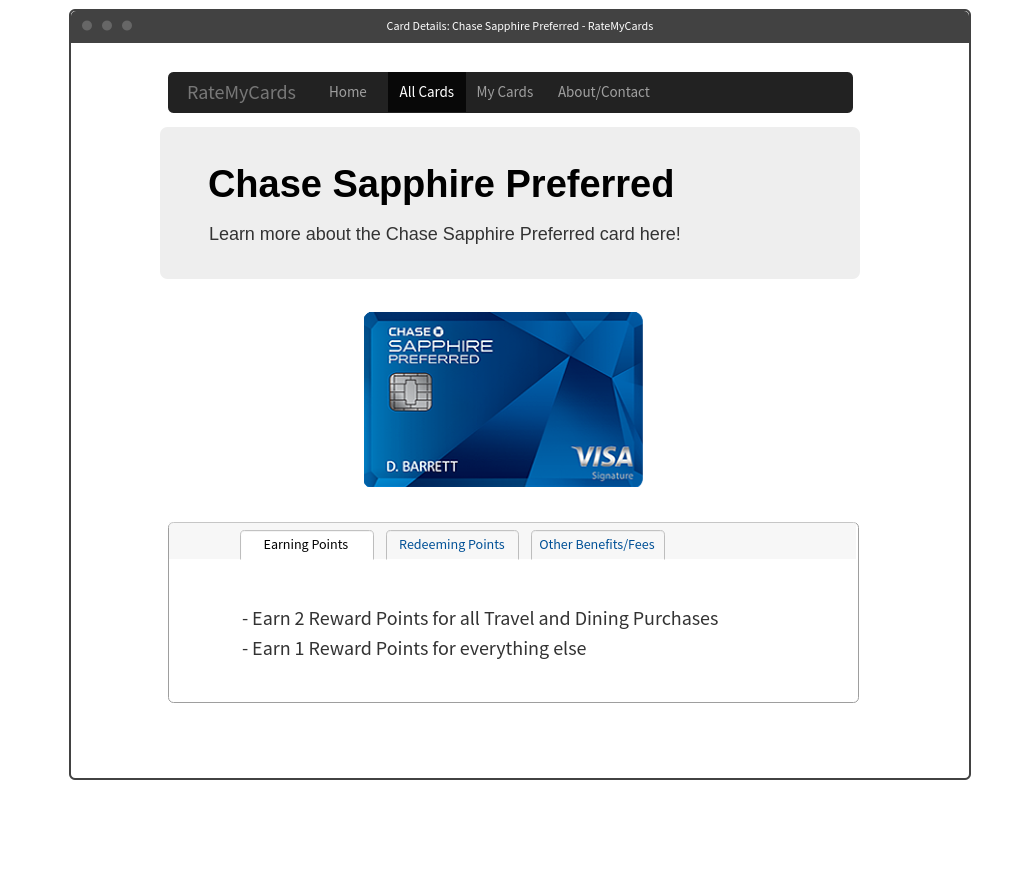 Card Details: Chase Sapphire Preferred - RateMyCards
RateMyCards Home All Cards My Cards About/Contact
Chase Sapphire Preferred
Learn more about the Chase Sapphire Preferred card here!
CHASE
SAPPHIRE
PREFERRED
D. BARRETT
VISA
Signature
Earning Points Redeeming Points Other Benefits/Fees
- Earn 2 Reward Points for all Travel and Dining Purchases
- Earn 1 Reward Points for everything else